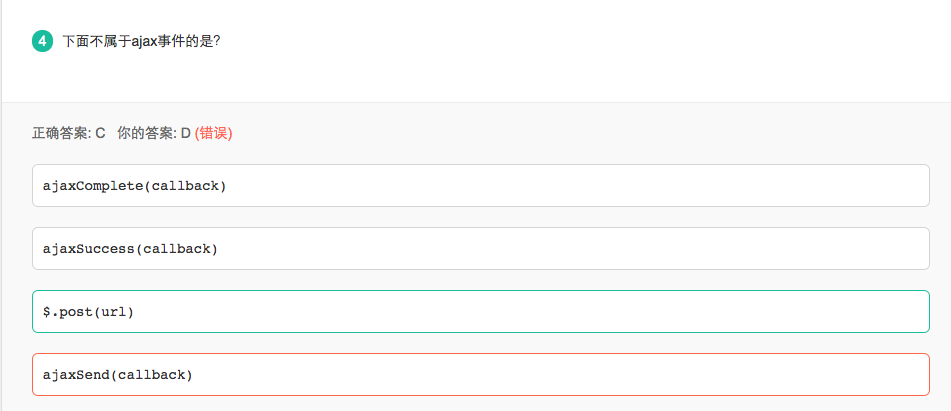 4 下面不属于ajax事件的是?
正确答案: C 你的答案: D (错误)
ajaxComplete(callback)
ajaxSuccess(callback)
$.post(url)
ajaxSend(callback)